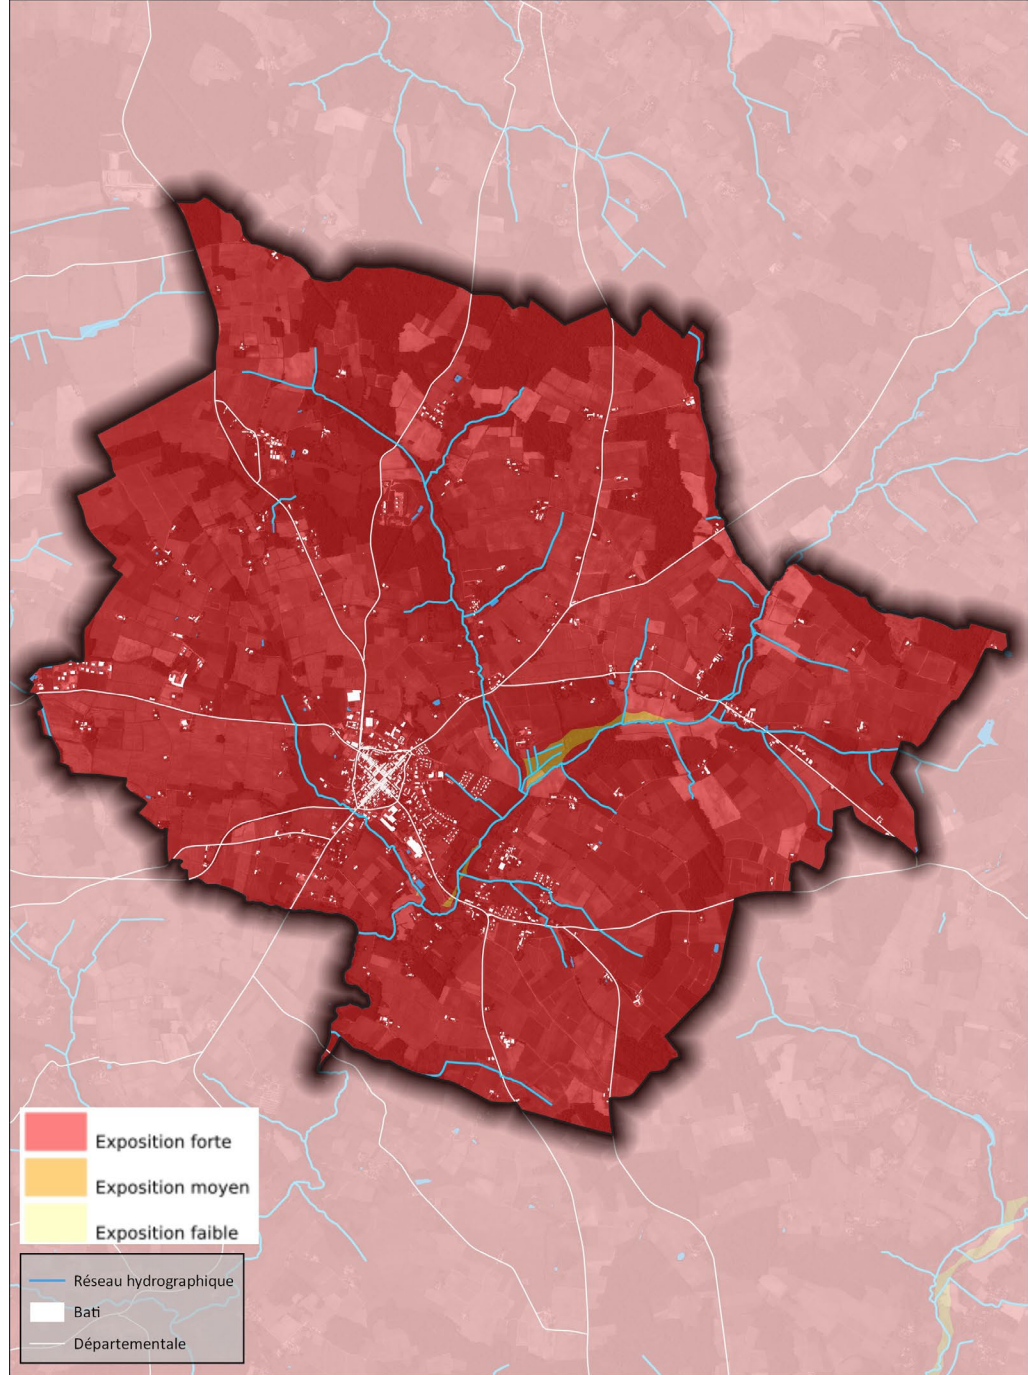 Exposition forte
Exposition moyen
Exposition faible
Réseau hydrographique
Bati
Départementale